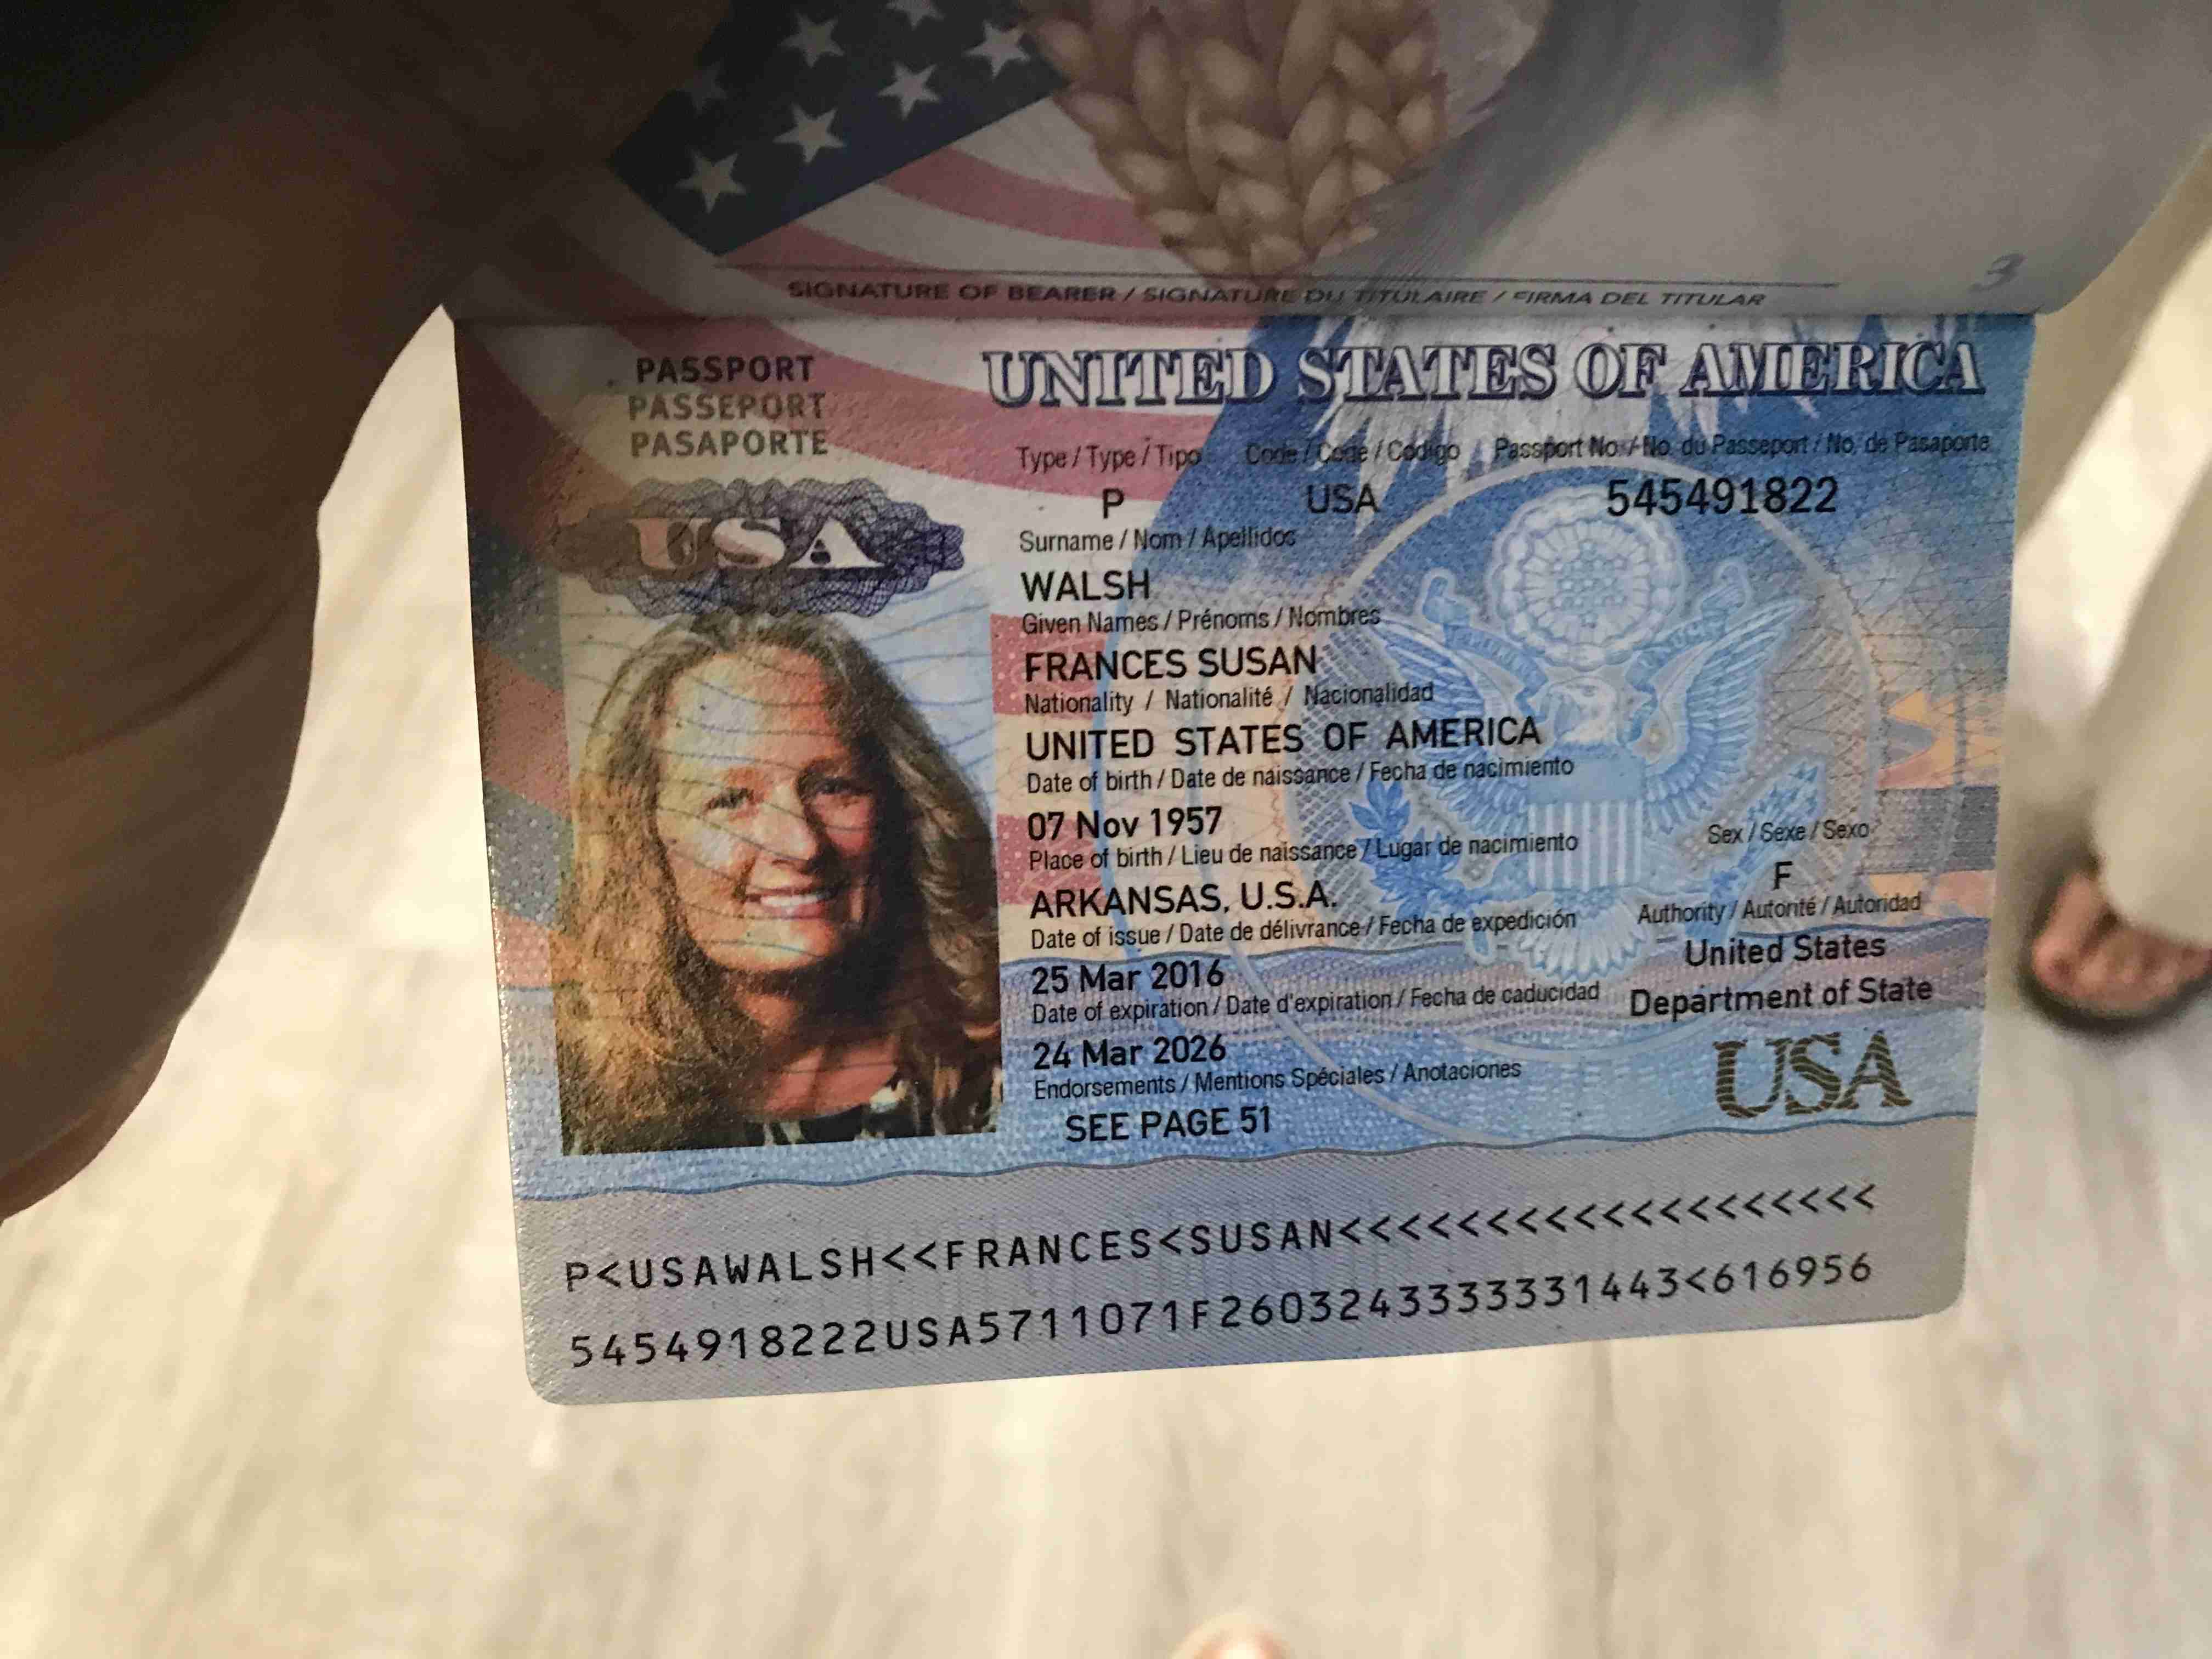 SIGNATURE OF BEARER / SIGNATURE DU TITULAIRE / FIRMA DEL TITULAR
3
PASSPORT
PASSEPORT
PASAPORTE
USA
UNITED STATES OF AMERICA
Type / Type / Tipo Code / Code / Código Passport No. / No. du Passeport / No. de Pasaporte
P USA 545491822
Surname / Nom / Apellidos
WALSH
Given Names / Prénoms / Nombres
FRANCES SUSAN
Nationality / Nationalité / Nacionalidad
UNITED STATES OF AMERICA
Date of birth / Date de naissance / Fecha de nacimiento
07 Nov 1957
Place of birth / Lieu de naissance / Lugar de nacimiento Sex / Sexe / Sexo
ARKANSAS, U.S.A. F
Date of issue / Date de délivrance / Fecha de expedición Authority / Autorité / Autoridad
25 Mar 2016 United States
Date of expiration / Date d'expiration / Fecha de caducidad Department of State
24 Mar 2026
Endorsements / Mentions Spéciales / Anotaciones USA
SEE PAGE 51
P<USAWALSH<<FRANCES<SUSAN<<<<<<<<<<<<<<<<<<<
5454918222USA5711071F2603243333331443<616956